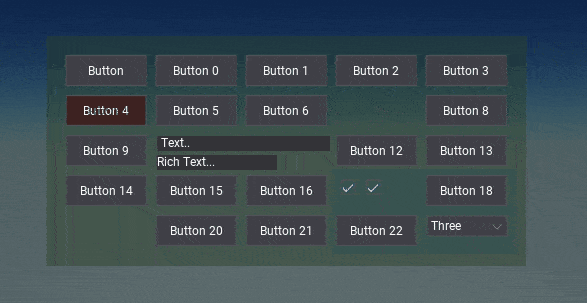 Button Button 0 Button 1 Button 2 Button 3
Button 4 Button 5 Button 6 Button 8
Button 9 Text.. Button 12 Button 13
Rich Text...
Button 14 Button 15 Button 16 Button 18
Button 20 Button 21 Button 22 Three